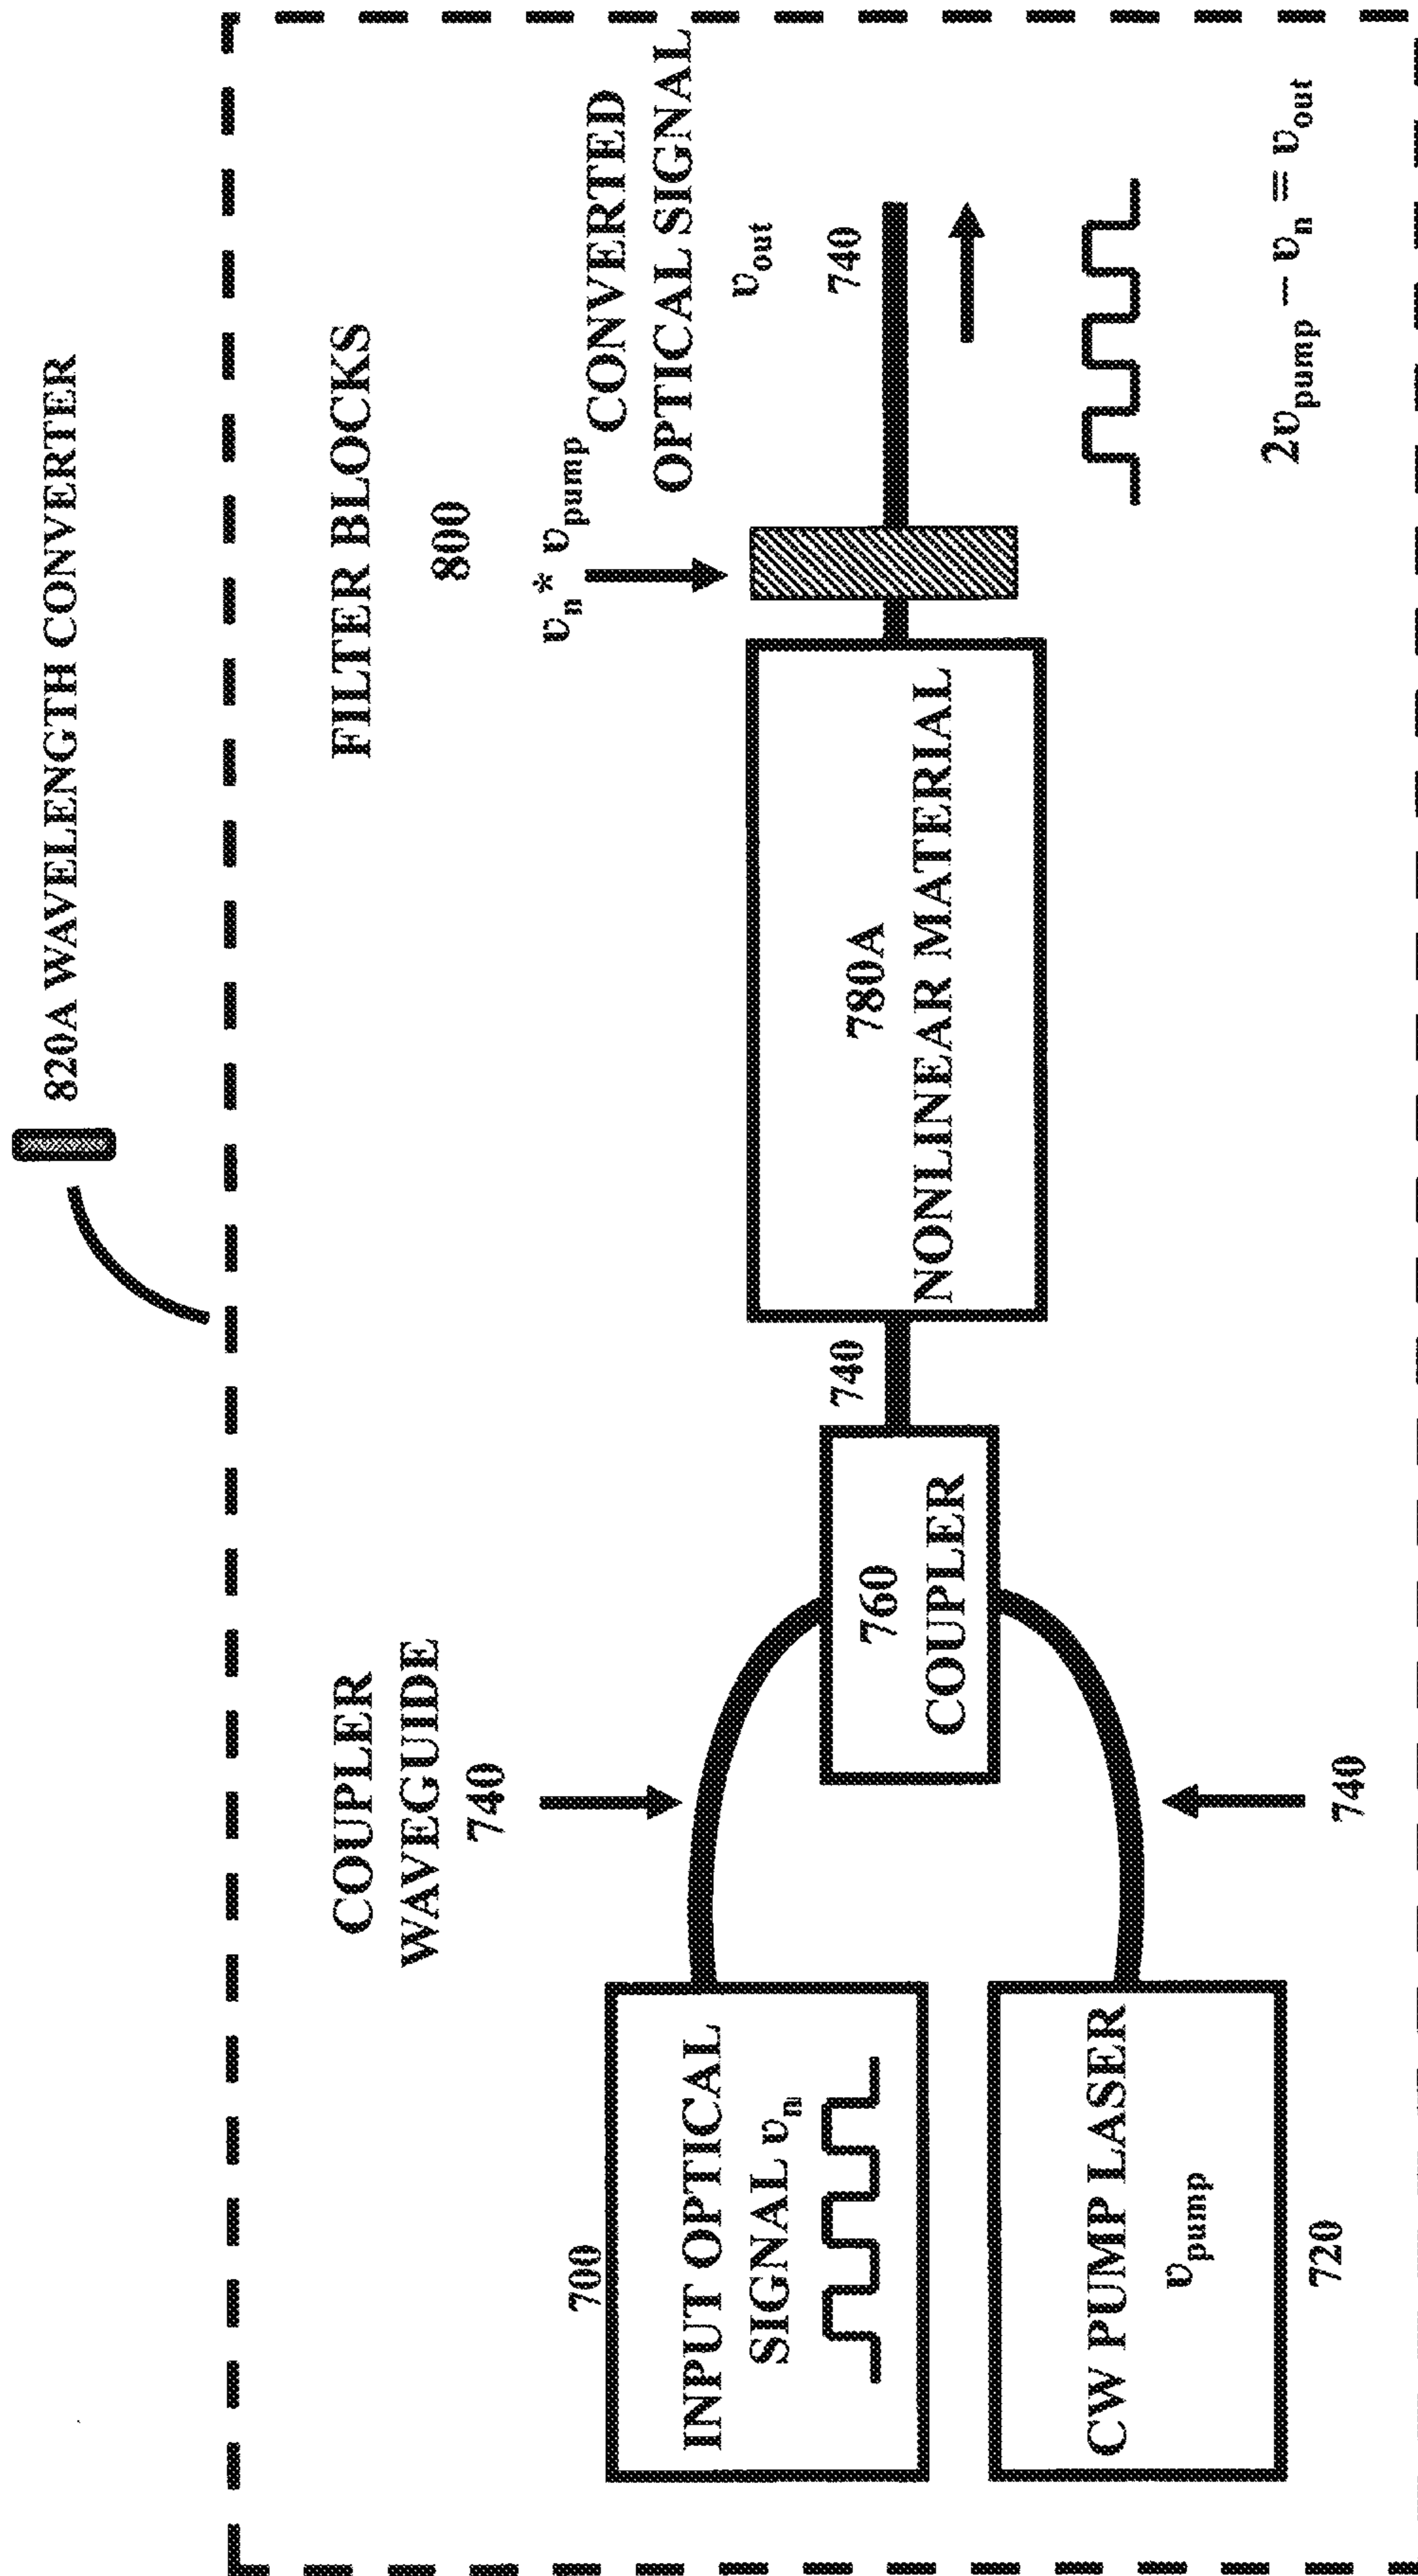 820A WAVELENGTH CONVERTER
COUPLER
WAVEGUIDE
740
FILTER BLOCKS
800
υn * υpump
CONVERTED
OPTICAL SIGNAL
υout
740
700
INPUT OPTICAL
SIGNAL υn
760
COUPLER
740
780A
NONLINEAR MATERIAL
CW PUMP LASER
υpump
720
740
2υpump − υn = υout